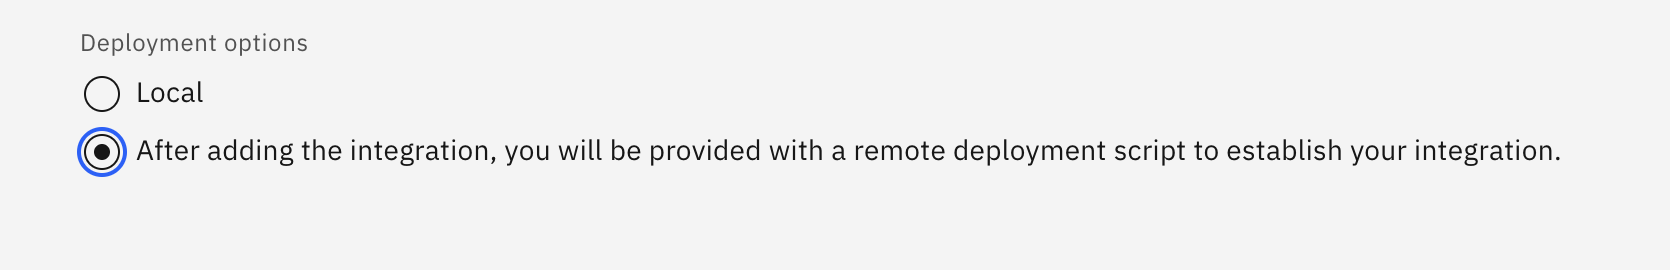 Deployment options
Local
After adding the integration, you will be provided with a remote deployment script to establish your integration.